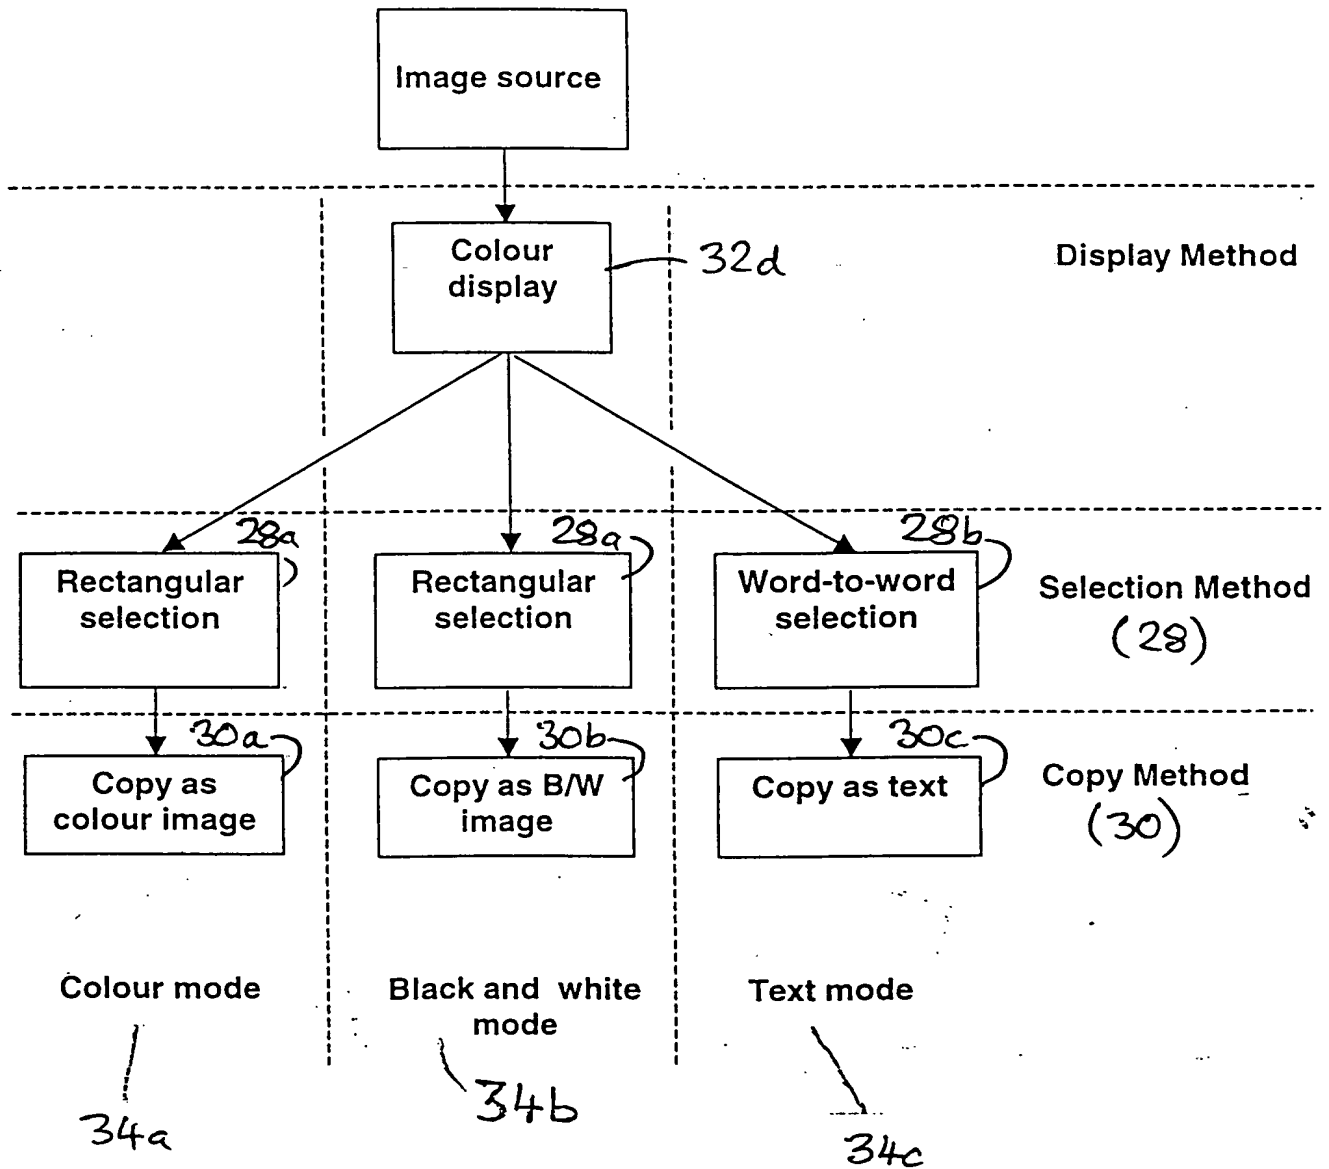 Image source
Colour
display
32d
Display Method
28a
28a
28b
Rectangular
selection
Rectangular
selection
Word-to-word
selection
Selection Method
(28)
30a
30b
30c
Copy as
colour image
Copy as B/W
image
Copy as text
Copy Method
(30)
Colour mode
Black and white
mode
Text mode
34a
34b
34c